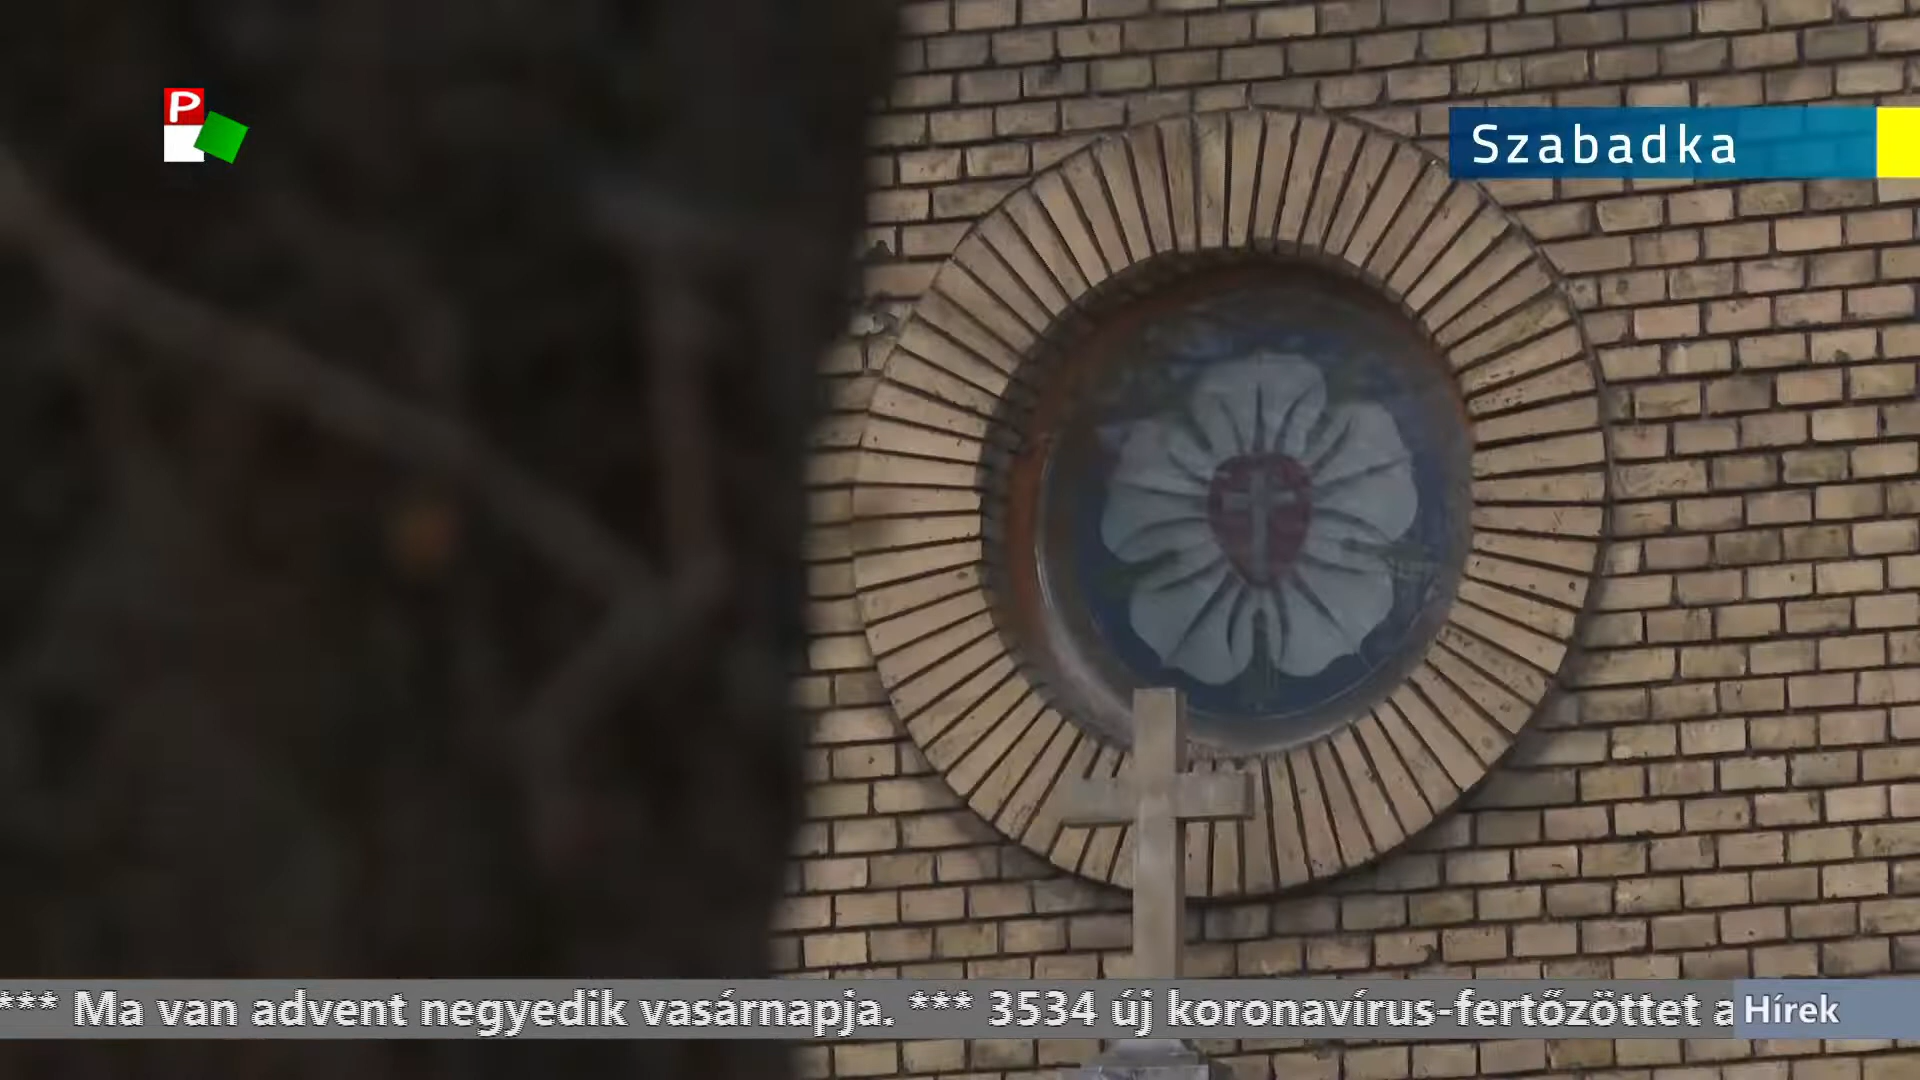 P
Szabadka
*** Ma van advent negyedik vasárnapja. *** 3534 új koronavírus-fertőzöttet a
Hírek